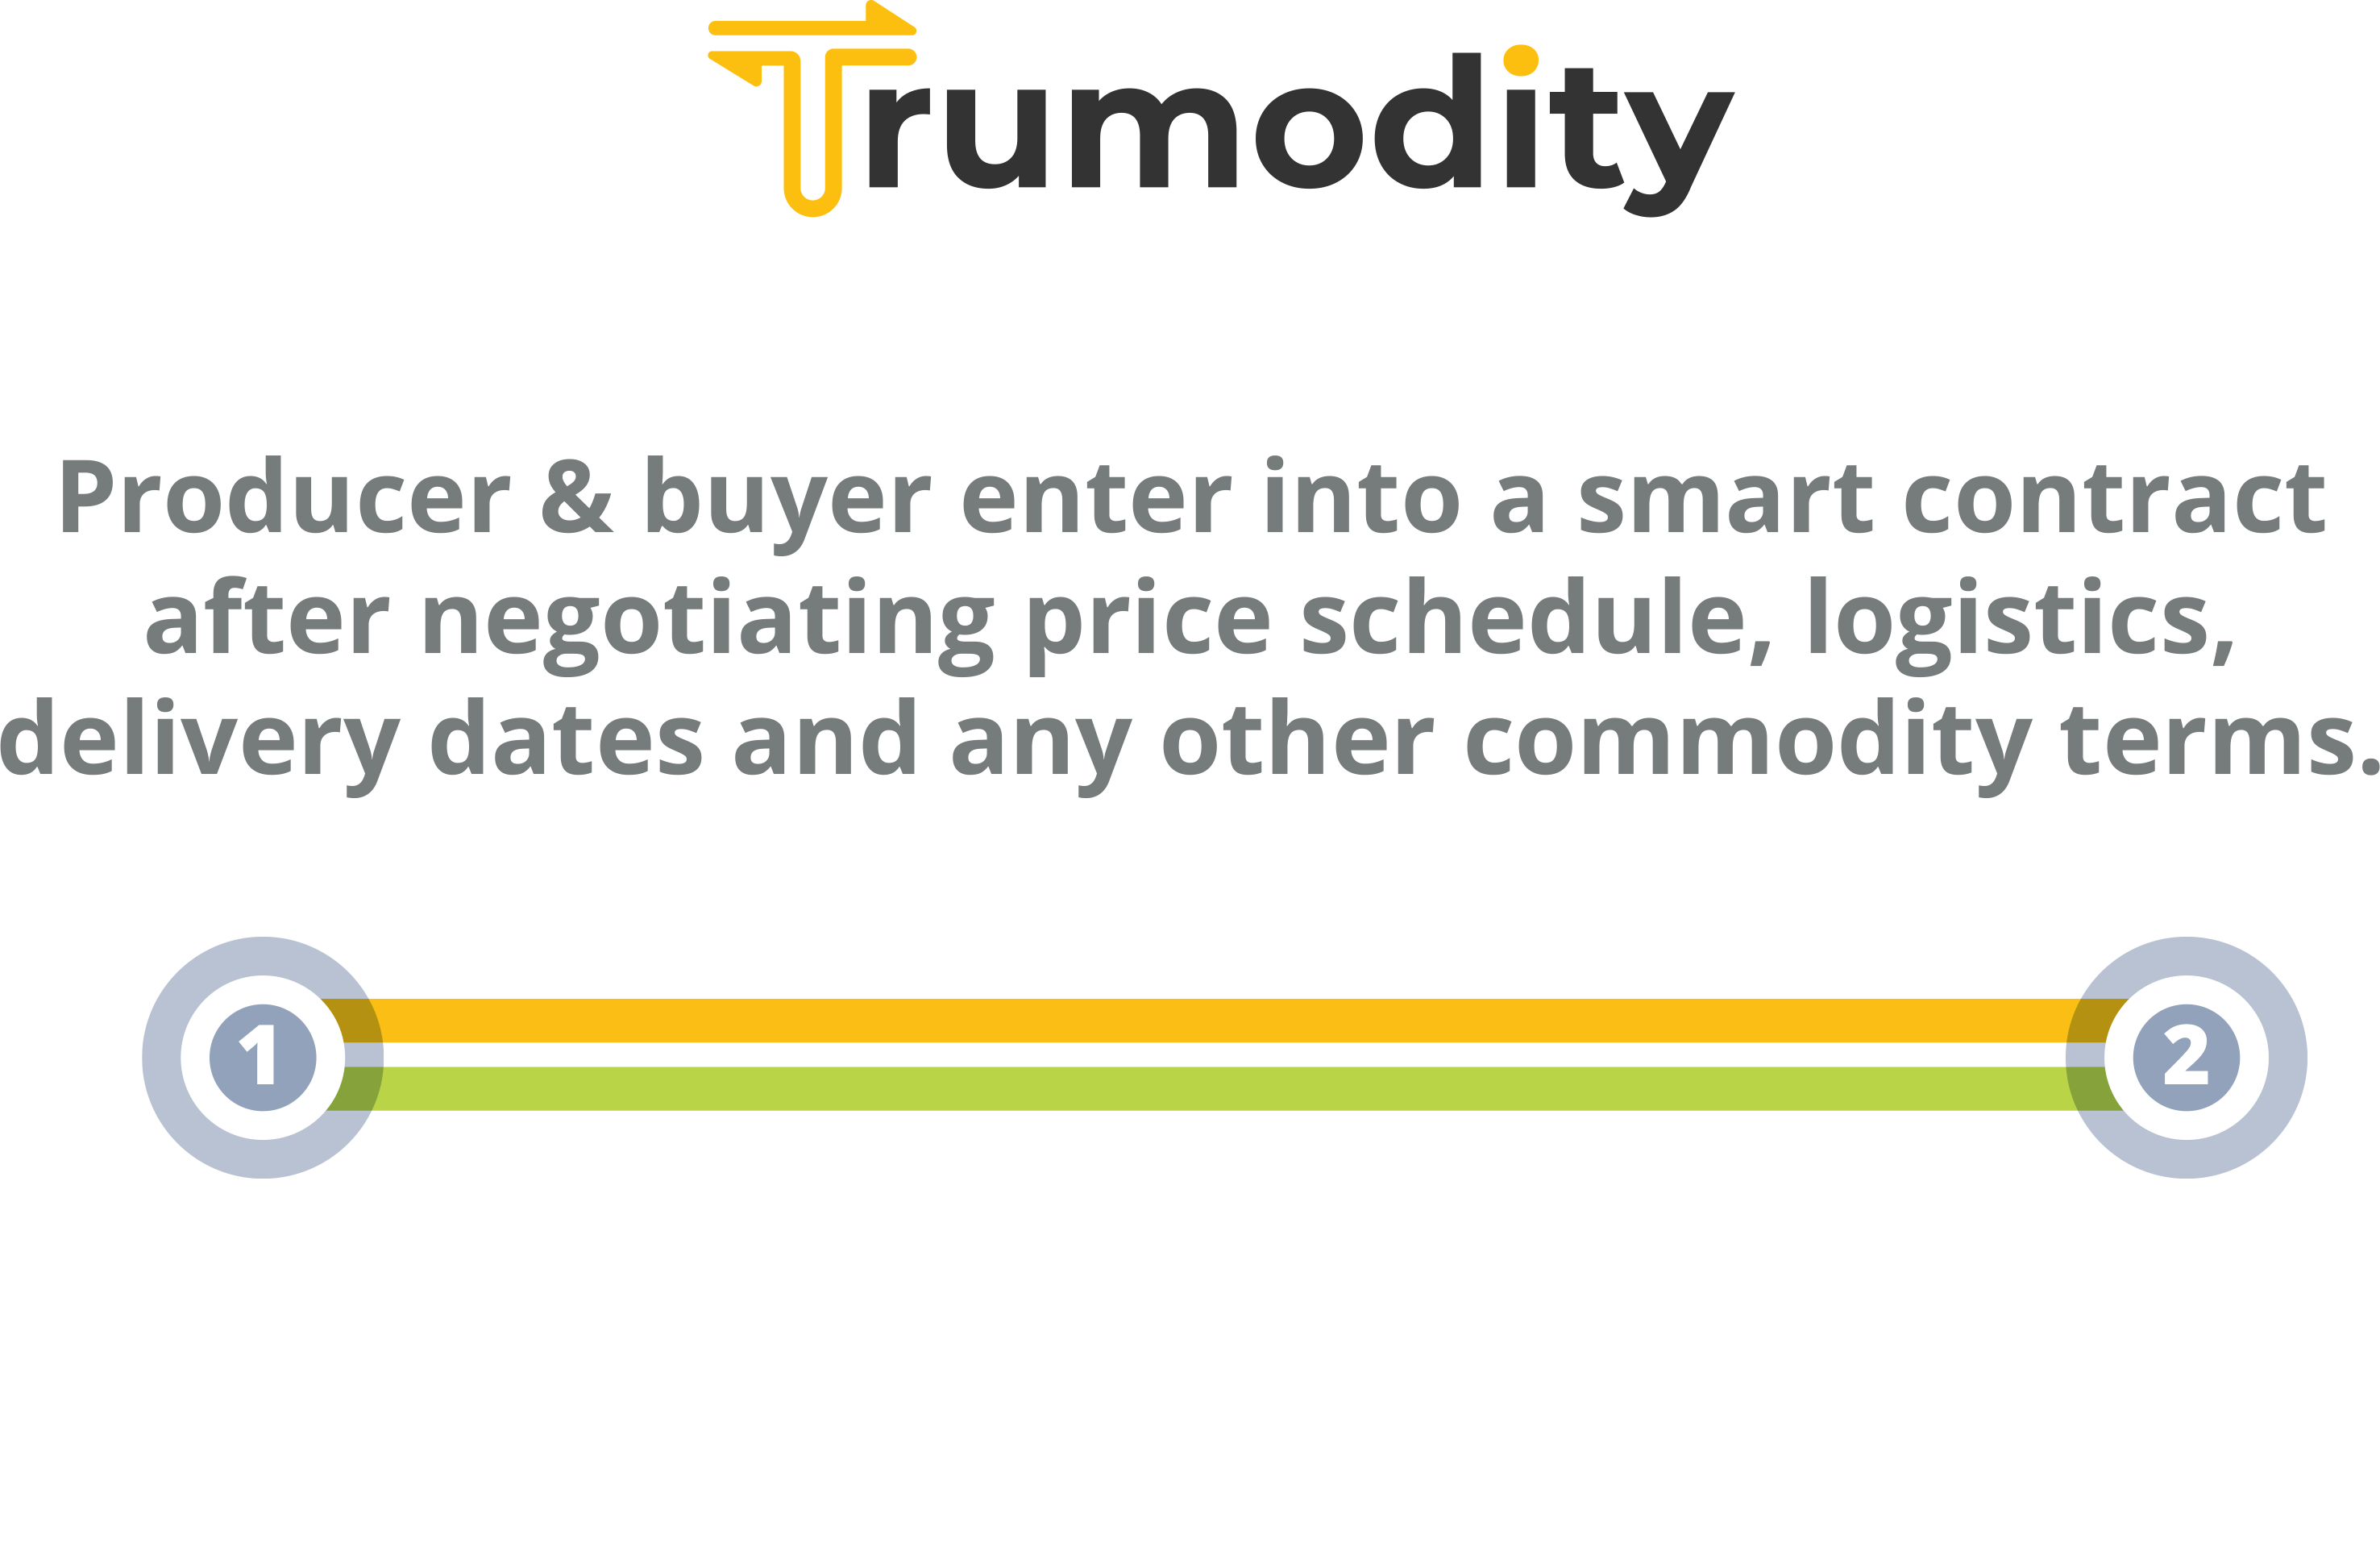 Trumodity
Producer & buyer enter into a smart contract
after negotiating price schedule, logistics,
delivery dates and any other commodity terms.
1
2